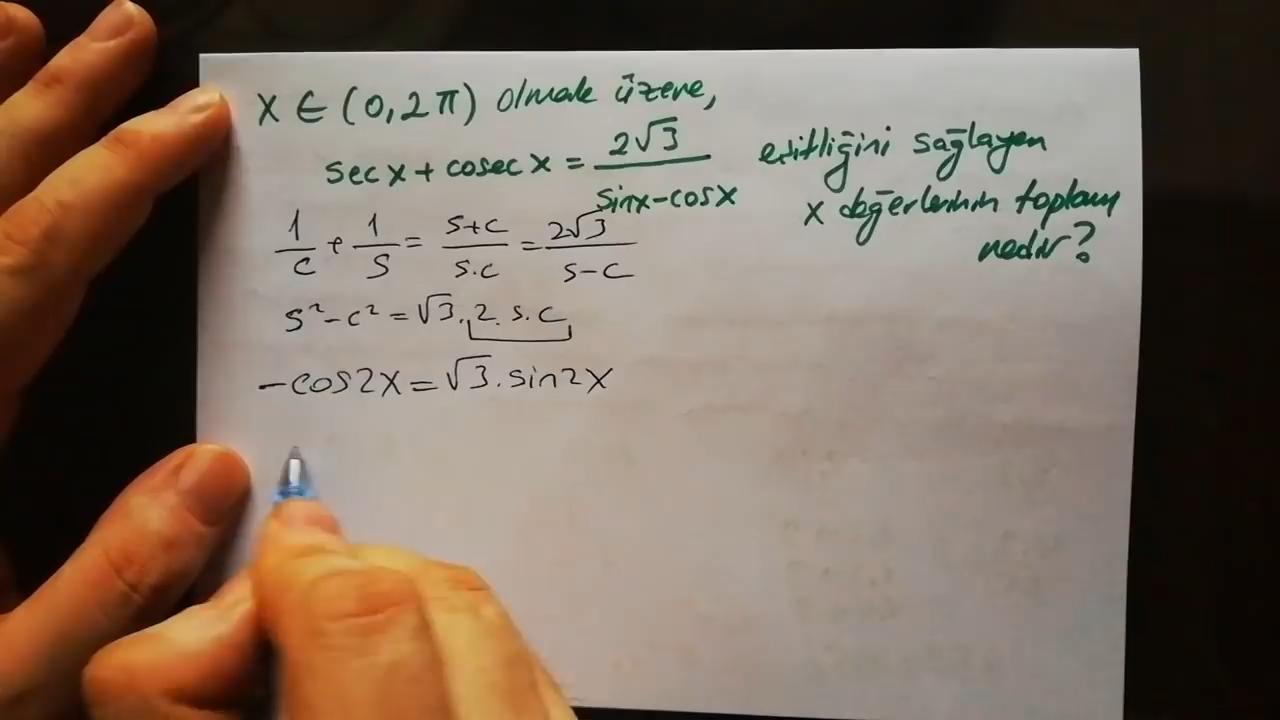 x ∈ (0,2π) olmak üzere,
secx + cosec x = 2√3 / sinx-cosx eşitliğini sağlayan
x değerlerinin toplamı
nedir?
1/c + 1/s = s+c / s.c = 2√3 / s-c
s²-c² = √3.2.s.c
-cos2x = √3.sin2x